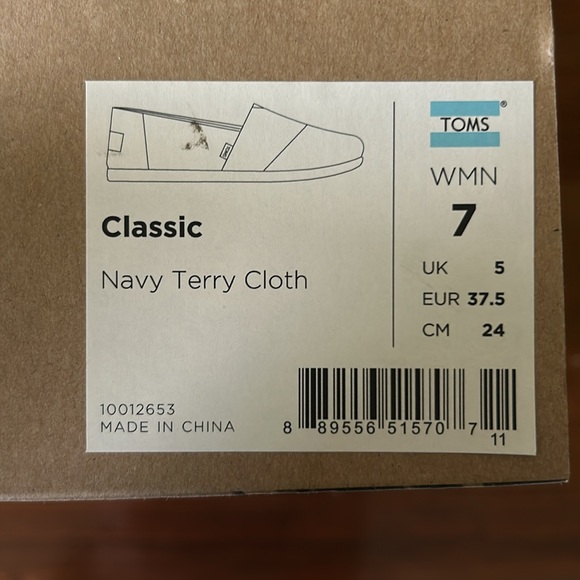 Classic
Navy Terry Cloth
10012653
MADE IN CHINA
TOMS®
WMN
7
UK 5
EUR 37.5
CM 24
8 89556 51570 7
11